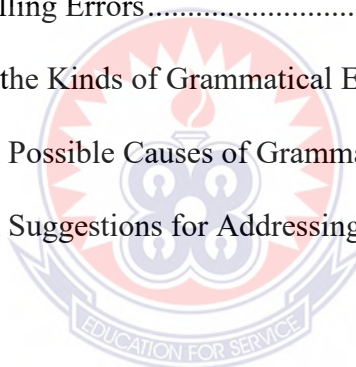 lling Errors........................
the Kinds of Grammatical E
Possible Causes of Gramma
Suggestions for Addressing
EDUCATION FOR SERVICE